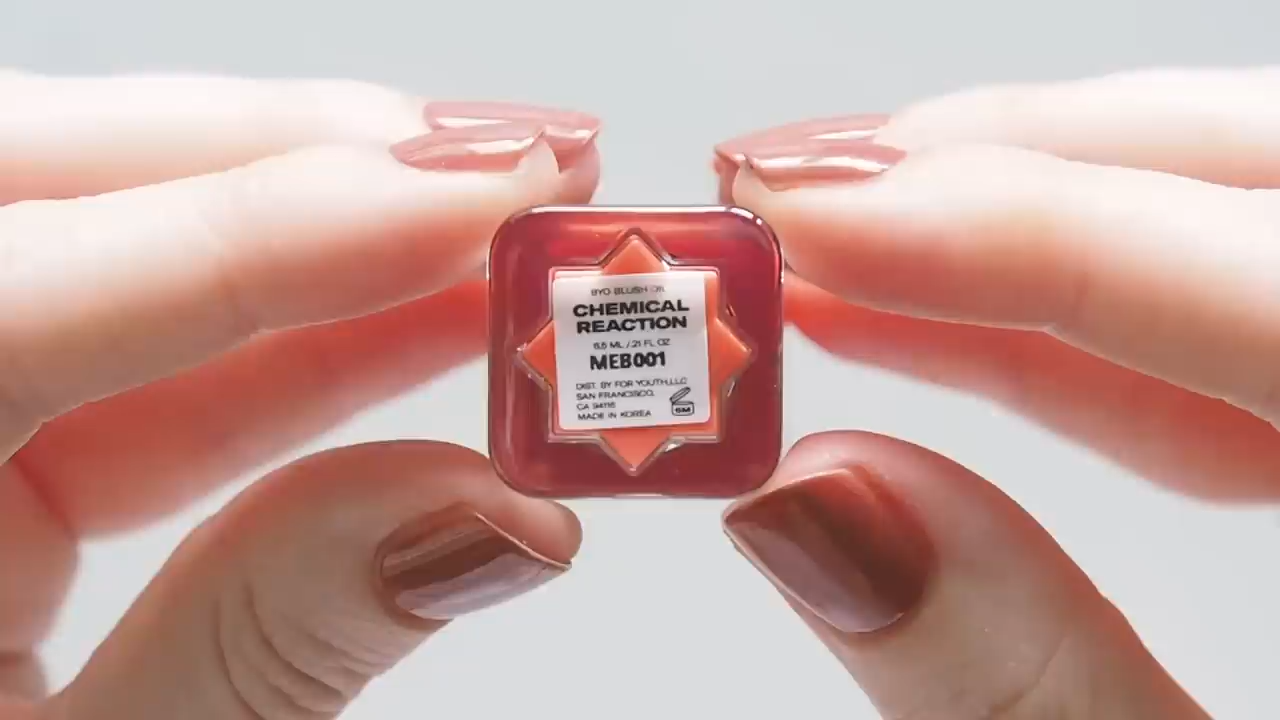 BYO BLUSH OIL
CHEMICAL
REACTION
6.5 ML / .21 FL OZ
MEB001
DIST. BY FOR YOUTH, LLC
SAN FRANCISCO,
CA 94116
MADE IN KOREA
6M